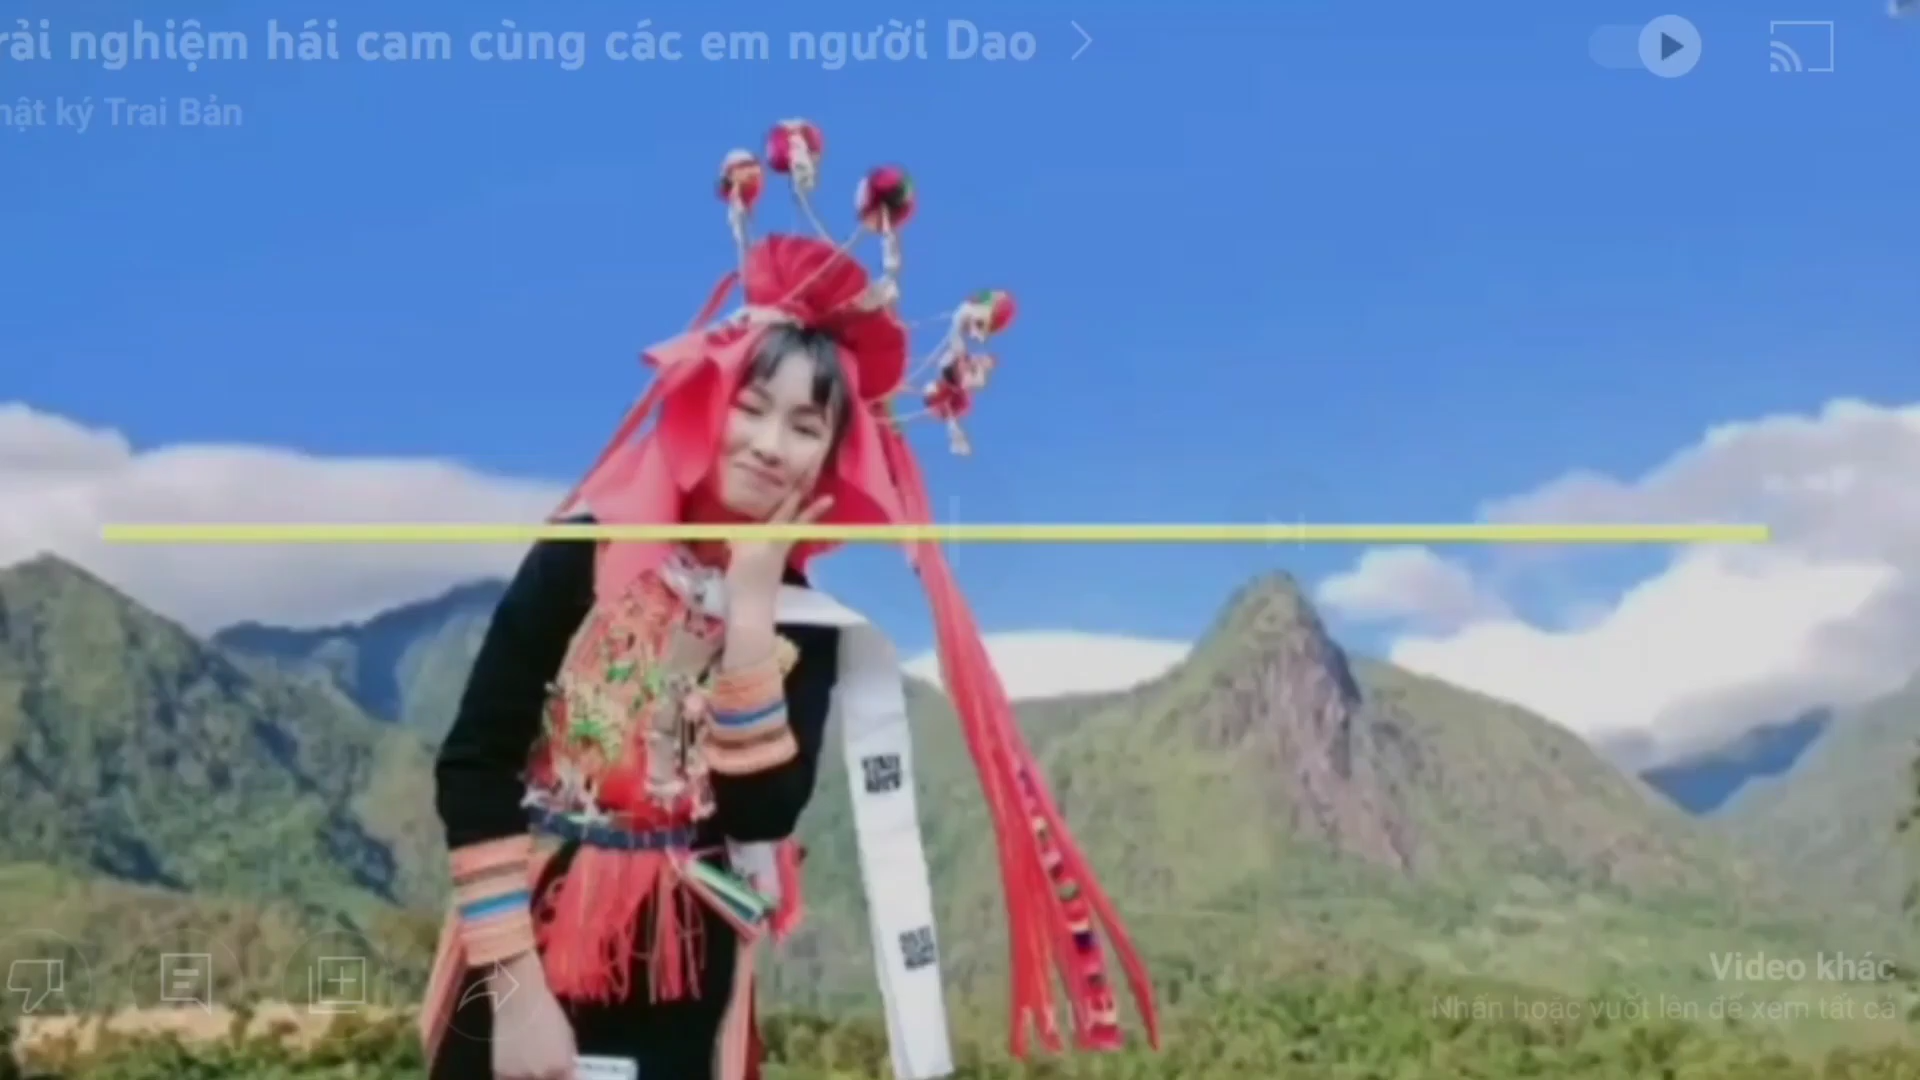 rải nghiệm hái cam cùng các em người Dao
hật ký Trai Bản
Video khác
Nhấn hoặc vuốt lên để xem tất cả